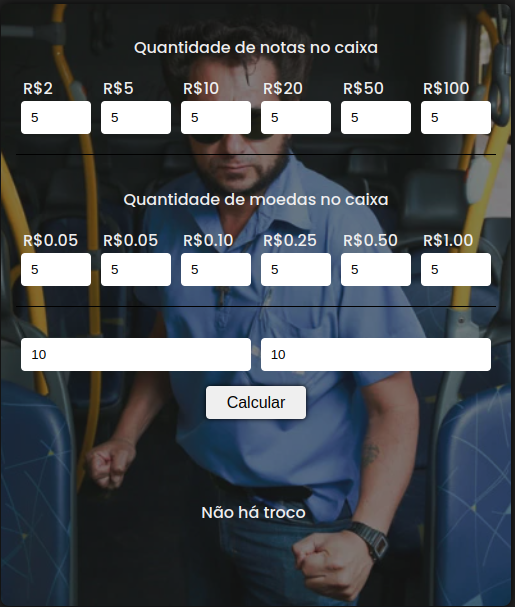 Quantidade de notas no caixa
R$2 R$5 R$10 R$20 R$50 R$100
5 5 5 5 5 5
Quantidade de moedas no caixa
R$0.05 R$0.05 R$0.10 R$0.25 R$0.50 R$1.00
5 5 5 5 5 5
10 10
Calcular
Não há troco